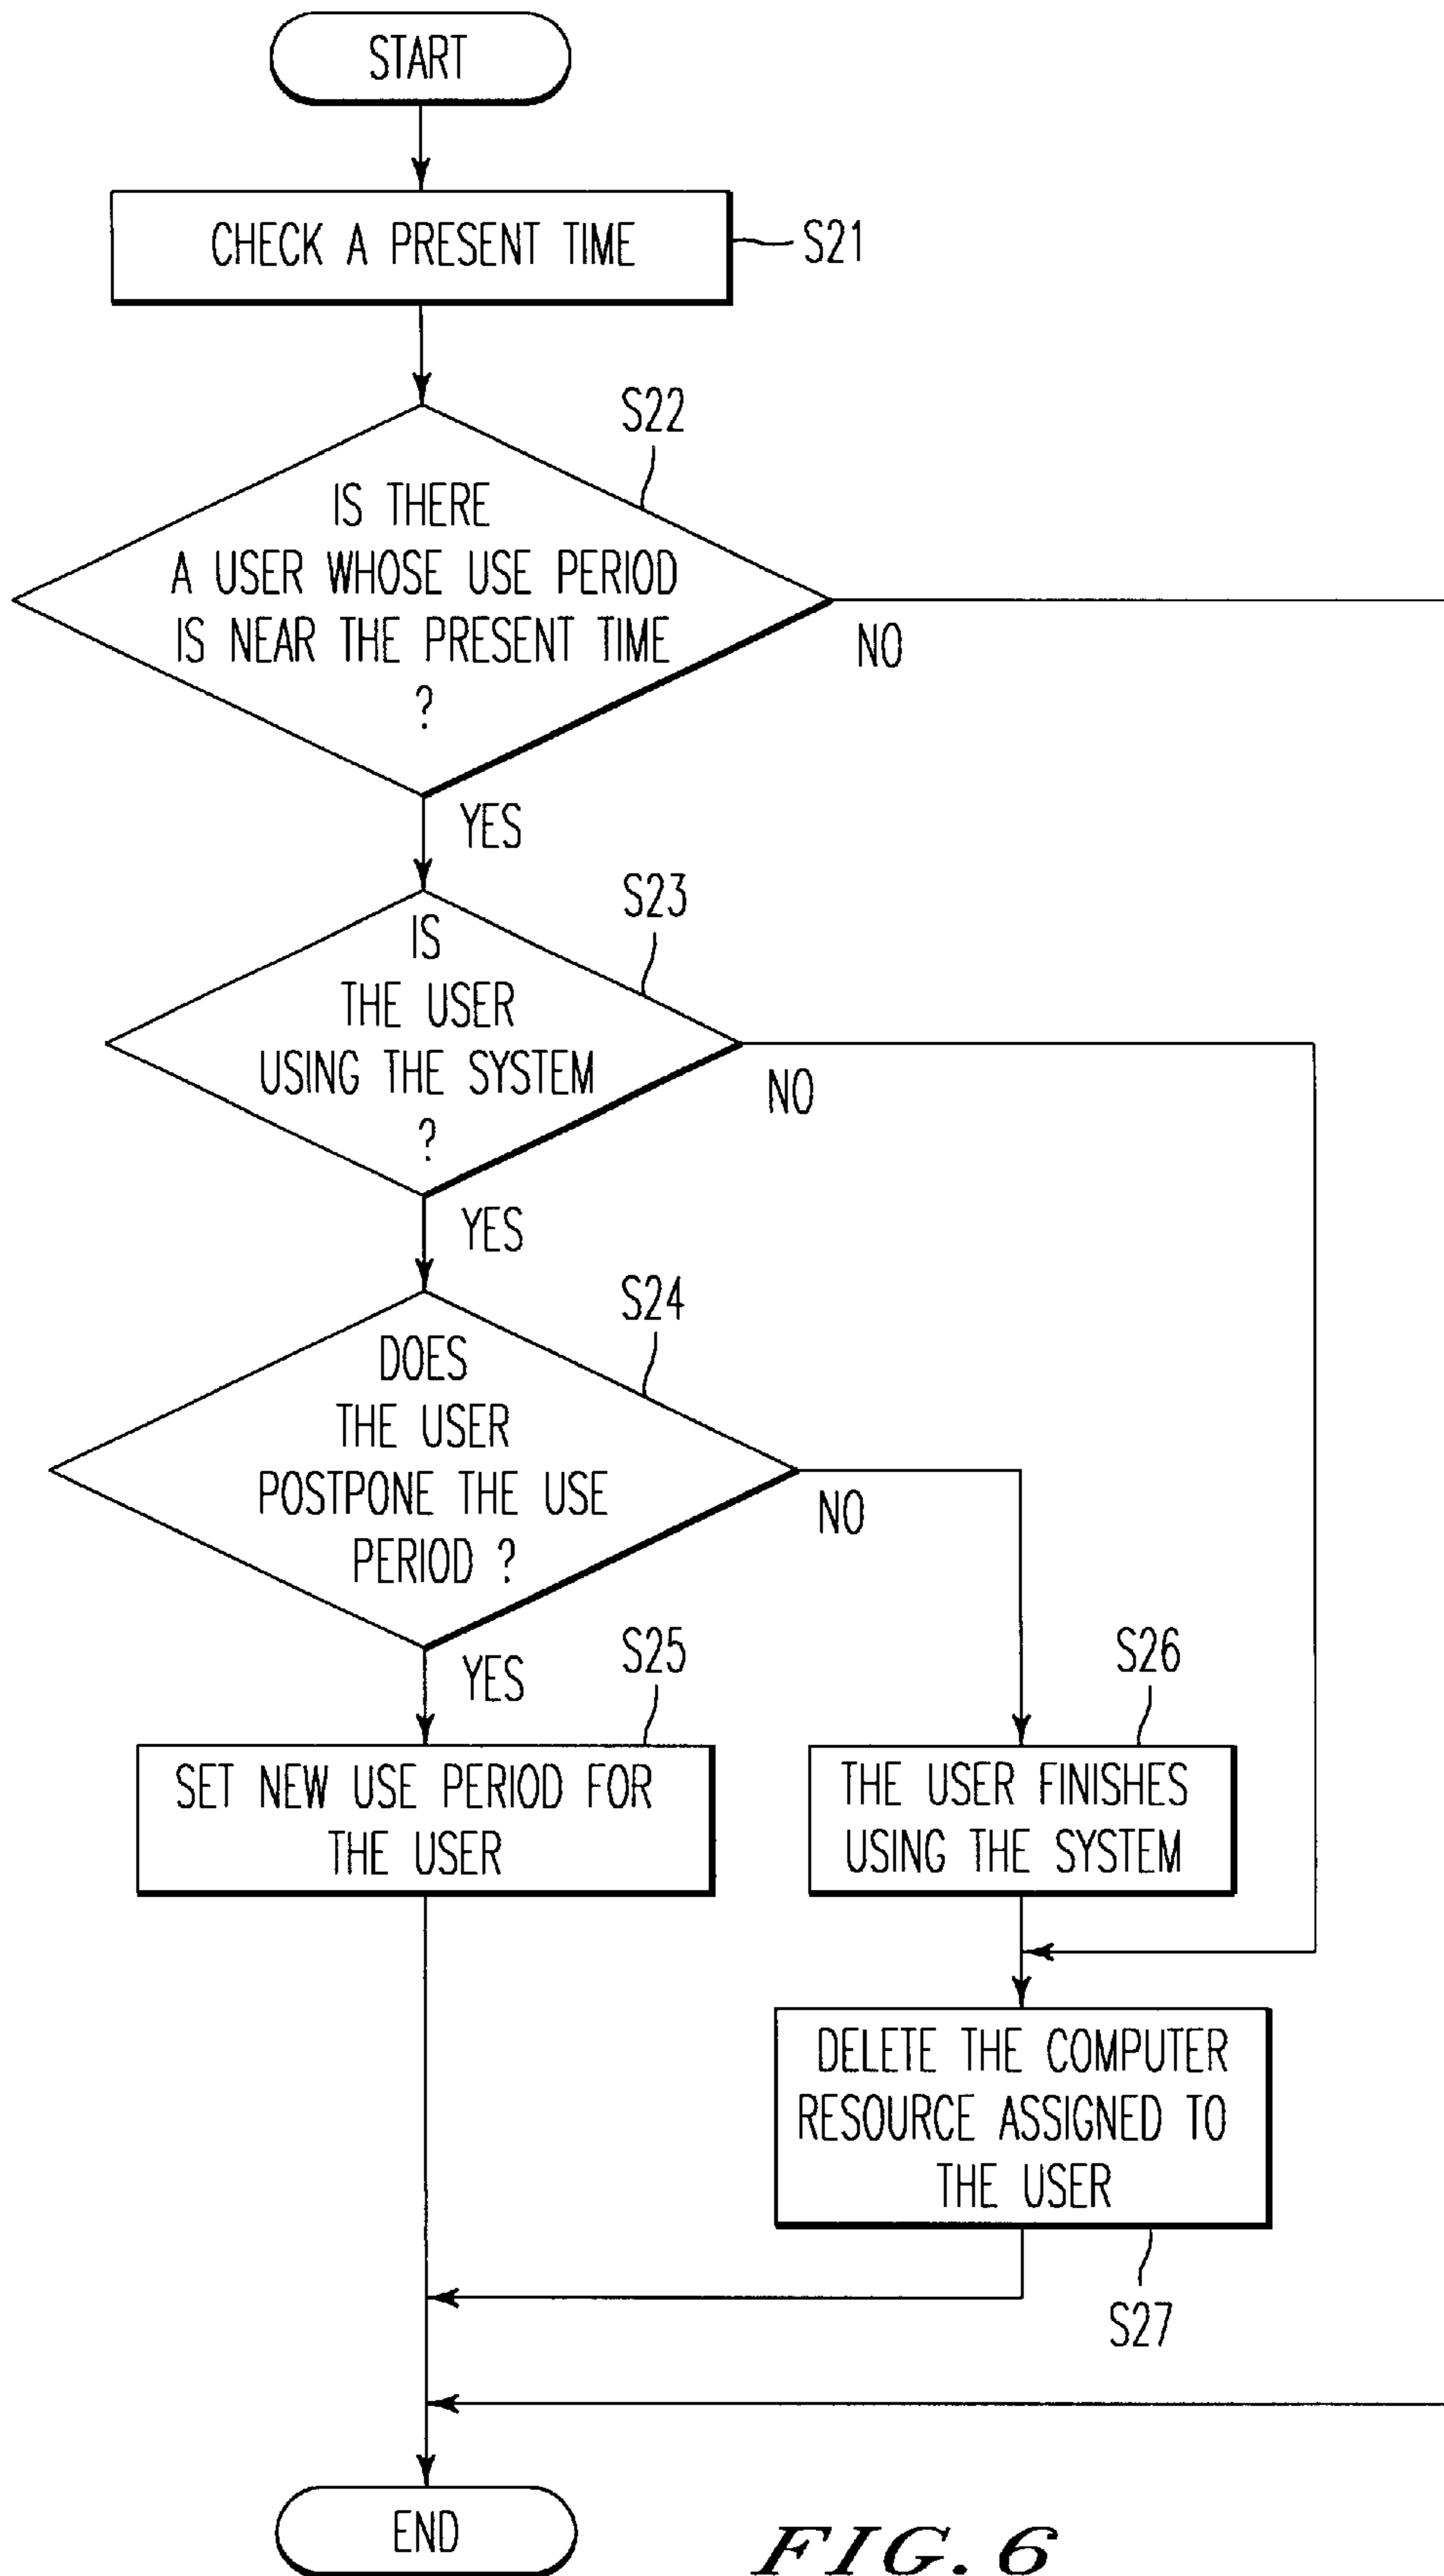 START
CHECK A PRESENT TIME
S21
S22
IS THERE
A USER WHOSE USE PERIOD
IS NEAR THE PRESENT TIME
?
NO
YES
S23
IS
THE USER
USING THE SYSTEM
?
NO
YES
S24
DOES
THE USER
POSTPONE THE USE
PERIOD ?
NO
YES
S25
SET NEW USE PERIOD FOR
THE USER
S26
THE USER FINISHES
USING THE SYSTEM
DELETE THE COMPUTER
RESOURCE ASSIGNED TO
THE USER
S27
END
FIG. 6